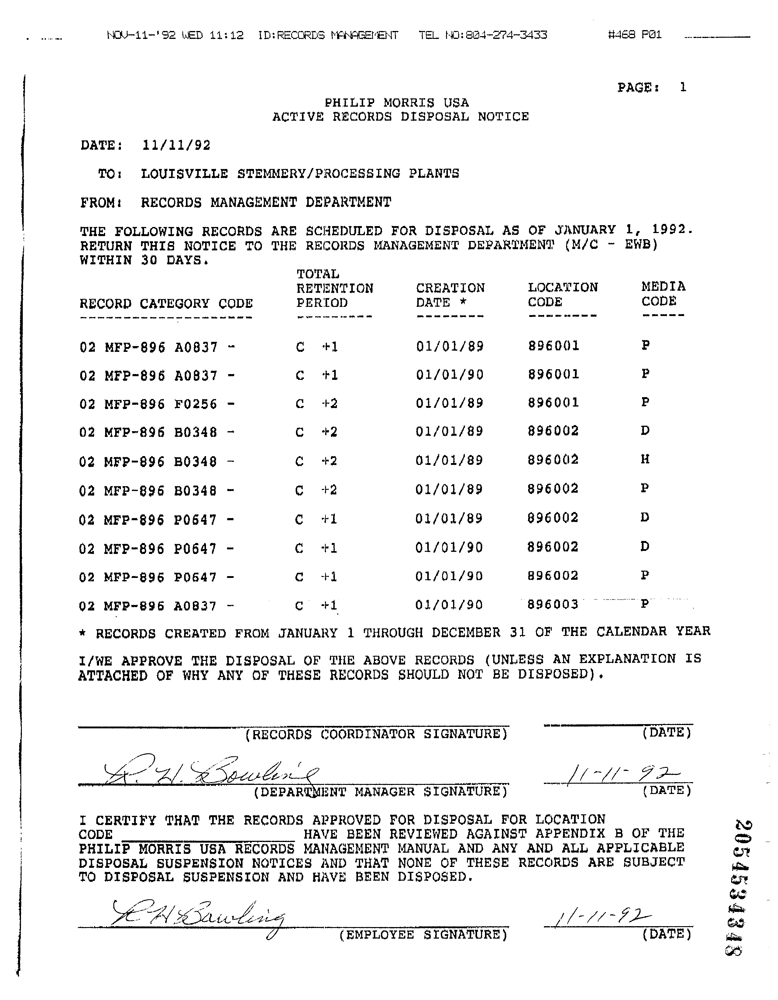 NOV-11-'92 WED 11:12 ID:RECORDS MANAGEMENT TEL NO:804-274-3433 #468 P01
PAGE: 1
PHILIP MORRIS USA
ACTIVE RECORDS DISPOSAL NOTICE
DATE: 11/11/92
TO: LOUISVILLE STEMMERY/PROCESSING PLANTS
FROM: RECORDS MANAGEMENT DEPARTMENT
THE FOLLOWING RECORDS ARE SCHEDULED FOR DISPOSAL AS OF JANUARY 1, 1992.
RETURN THIS NOTICE TO THE RECORDS MANAGEMENT DEPARTMENT (M/C - EWB)
WITHIN 30 DAYS.
TOTAL
RETENTION CREATION LOCATION MEDIA
RECORD CATEGORY CODE PERIOD DATE * CODE CODE
-------------------- --------- -------- -------- -----
02 MFP-896 A0837 - C +1 01/01/89 896001 P
02 MFP-896 A0837 - C +1 01/01/90 896001 P
02 MFP-896 F0256 - C +2 01/01/89 896001 P
02 MFP-896 B0348 - C +2 01/01/89 896002 D
02 MFP-896 B0348 - C +2 01/01/89 896002 H
02 MFP-896 B0348 - C +2 01/01/89 896002 P
02 MFP-896 P0647 - C +1 01/01/89 896002 D
02 MFP-896 P0647 - C +1 01/01/90 896002 D
02 MFP-896 P0647 - C +1 01/01/90 896002 P
02 MFP-896 A0837 - C +1 01/01/90 896003 P
* RECORDS CREATED FROM JANUARY 1 THROUGH DECEMBER 31 OF THE CALENDAR YEAR
I/WE APPROVE THE DISPOSAL OF THE ABOVE RECORDS (UNLESS AN EXPLANATION IS
ATTACHED OF WHY ANY OF THESE RECORDS SHOULD NOT BE DISPOSED).
(RECORDS COORDINATOR SIGNATURE) (DATE)
R. H. Bowling 11-11-92
(DEPARTMENT MANAGER SIGNATURE) (DATE)
I CERTIFY THAT THE RECORDS APPROVED FOR DISPOSAL FOR LOCATION
CODE ________ HAVE BEEN REVIEWED AGAINST APPENDIX B OF THE
PHILIP MORRIS USA RECORDS MANAGEMENT MANUAL AND ANY AND ALL APPLICABLE
DISPOSAL SUSPENSION NOTICES AND THAT NONE OF THESE RECORDS ARE SUBJECT
TO DISPOSAL SUSPENSION AND HAVE BEEN DISPOSED.
R H Bowling 11-11-92
(EMPLOYEE SIGNATURE) (DATE)
2054534348